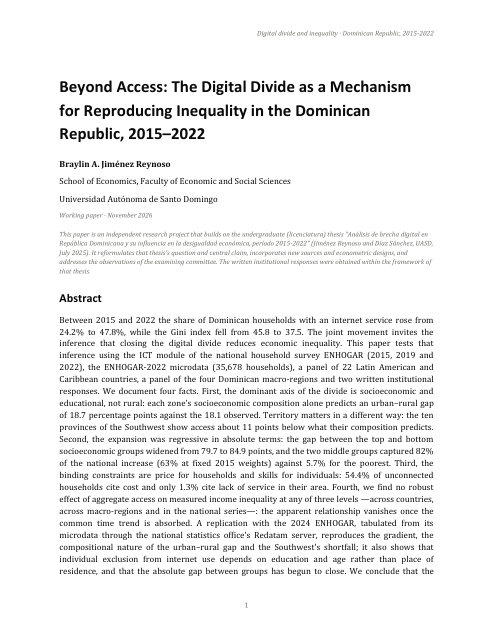 Digital divide and inequality · Dominican Republic, 2015-2022
Beyond Access: The Digital Divide as a Mechanism
for Reproducing Inequality in the Dominican
Republic, 2015–2022
Braylin A. Jiménez Reynoso
School of Economics, Faculty of Economic and Social Sciences
Universidad Autónoma de Santo Domingo
Working paper · November 2026
This paper is an independent research project that builds on the undergraduate (licenciatura) thesis "Análisis de brecha digital en
República Dominicana y su influencia en la desigualdad económica, período 2015-2022" (Jiménez Reynoso and Díaz Sánchez, UASD,
July 2025). It reformulates that thesis's question and central claim, incorporates new sources and econometric designs, and
addresses the observations of the examining committee. The written institutional responses were obtained within the framework of
that thesis.
Abstract
Between 2015 and 2022 the share of Dominican households with an internet service rose from
24.2% to 47.8%, while the Gini index fell from 45.8 to 37.5. The joint movement invites the
inference that closing the digital divide reduces economic inequality. This paper tests that
inference using the ICT module of the national household survey ENHOGAR (2015, 2019 and
2022), the ENHOGAR-2022 microdata (35,678 households), a panel of 22 Latin American and
Caribbean countries, a panel of the four Dominican macro-regions and two written institutional
responses. We document four facts. First, the dominant axis of the divide is socioeconomic and
educational, not rural: each zone's socioeconomic composition alone predicts an urban–rural gap
of 18.7 percentage points against the 18.1 observed. Territory matters in a different way: the ten
provinces of the Southwest show access about 11 points below what their composition predicts.
Second, the expansion was regressive in absolute terms: the gap between the top and bottom
socioeconomic groups widened from 79.7 to 84.9 points, and the two middle groups captured 82%
of the national increase (63% at fixed 2015 weights) against 5.7% for the poorest. Third, the
binding constraints are price for households and skills for individuals: 54.4% of unconnected
households cite cost and only 1.3% cite lack of service in their area. Fourth, we find no robust
effect of aggregate access on measured income inequality at any of three levels —across countries,
across macro-regions and in the national series—: the apparent relationship vanishes once the
common time trend is absorbed. A replication with the 2024 ENHOGAR, tabulated from its
microdata through the national statistics office's Redatam server, reproduces the gradient, the
compositional nature of the urban–rural gap and the Southwest's shortfall; it also shows that
individual exclusion from internet use depends on education and age rather than place of
residence, and that the absolute gap between groups has begun to close. We conclude that the
1